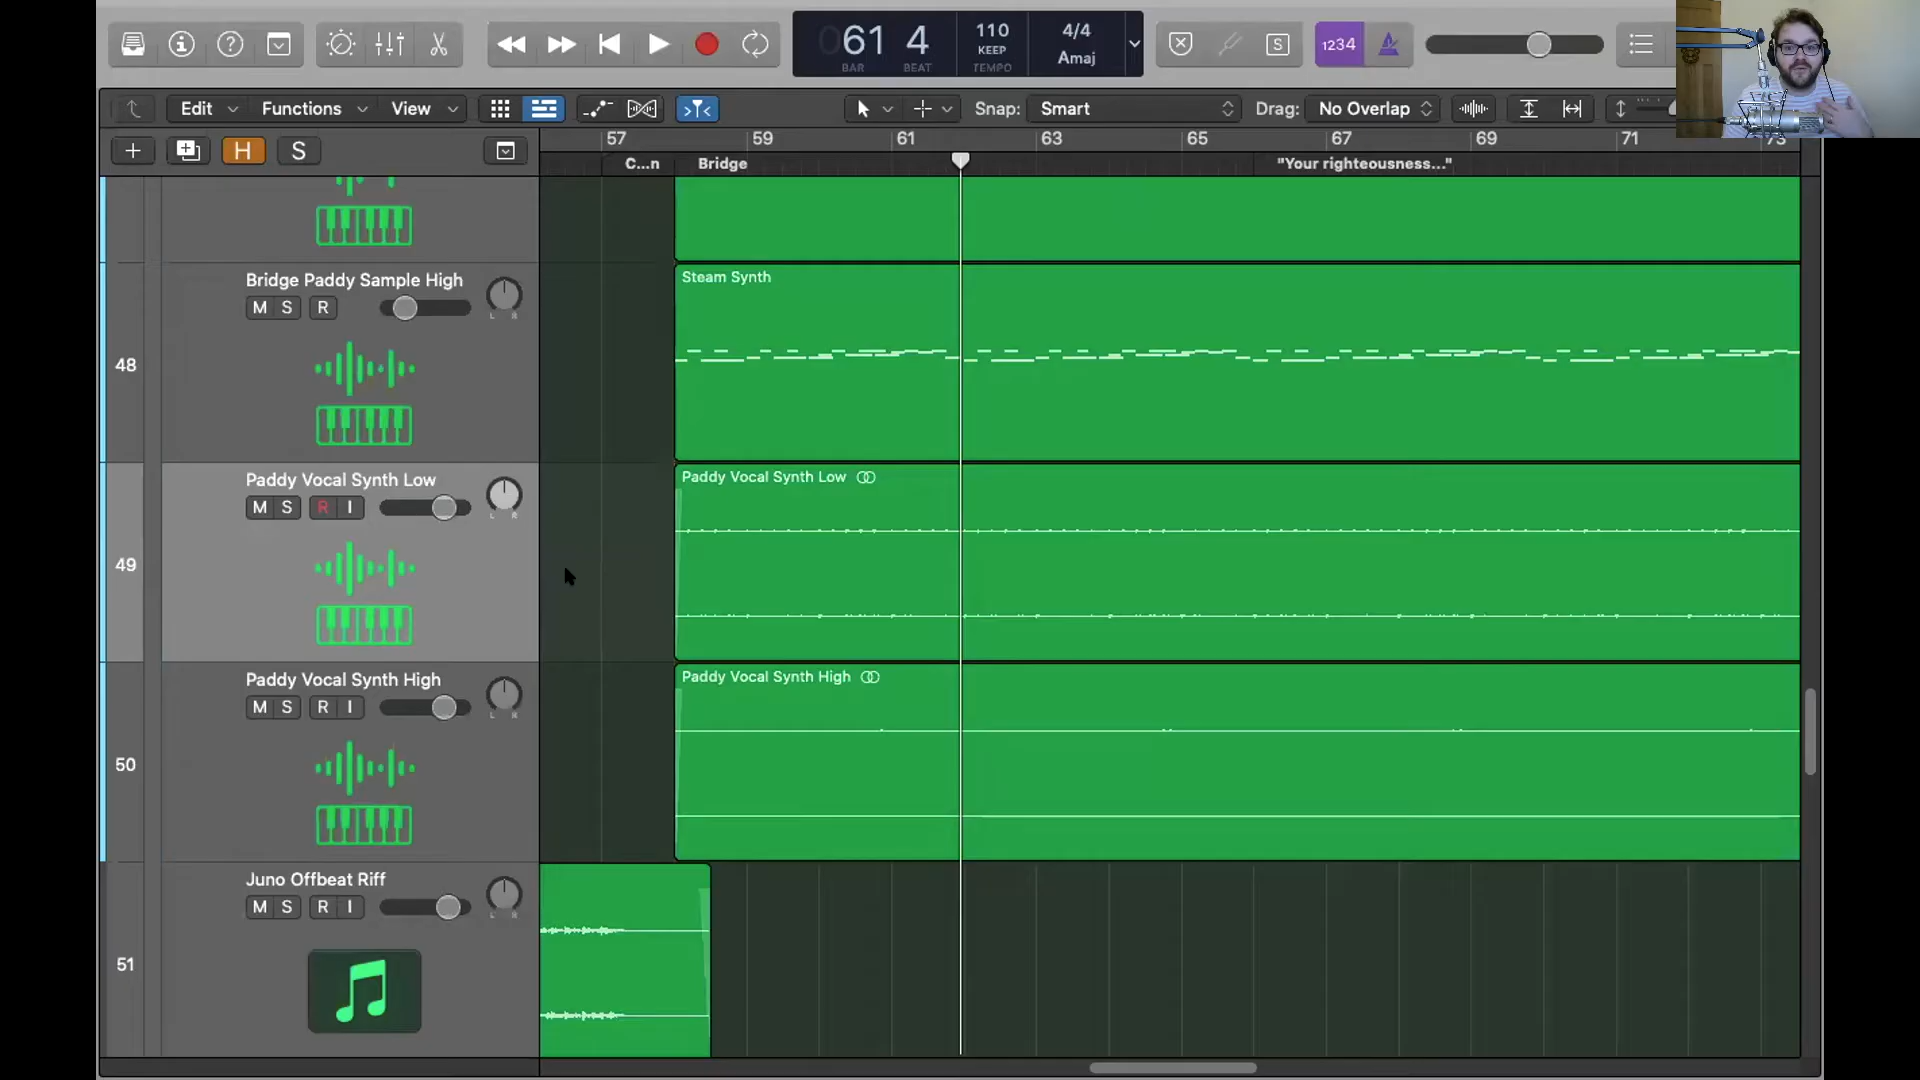 061 4 110 4/4
KEEP
BAR BEAT TEMPO Amaj
S 1234
Edit Functions View Snap: Smart Drag: No Overlap
H S 57 59 61 63 65 67 69 71 73
C...n Bridge "Your righteousness..."
Bridge Paddy Sample High
M S R
L R
48
Steam Synth
Paddy Vocal Synth Low
M S R I
L R
49
Paddy Vocal Synth Low
Paddy Vocal Synth High
M S R I
L R
50
Paddy Vocal Synth High
Juno Offbeat Riff
M S R I
L R
51